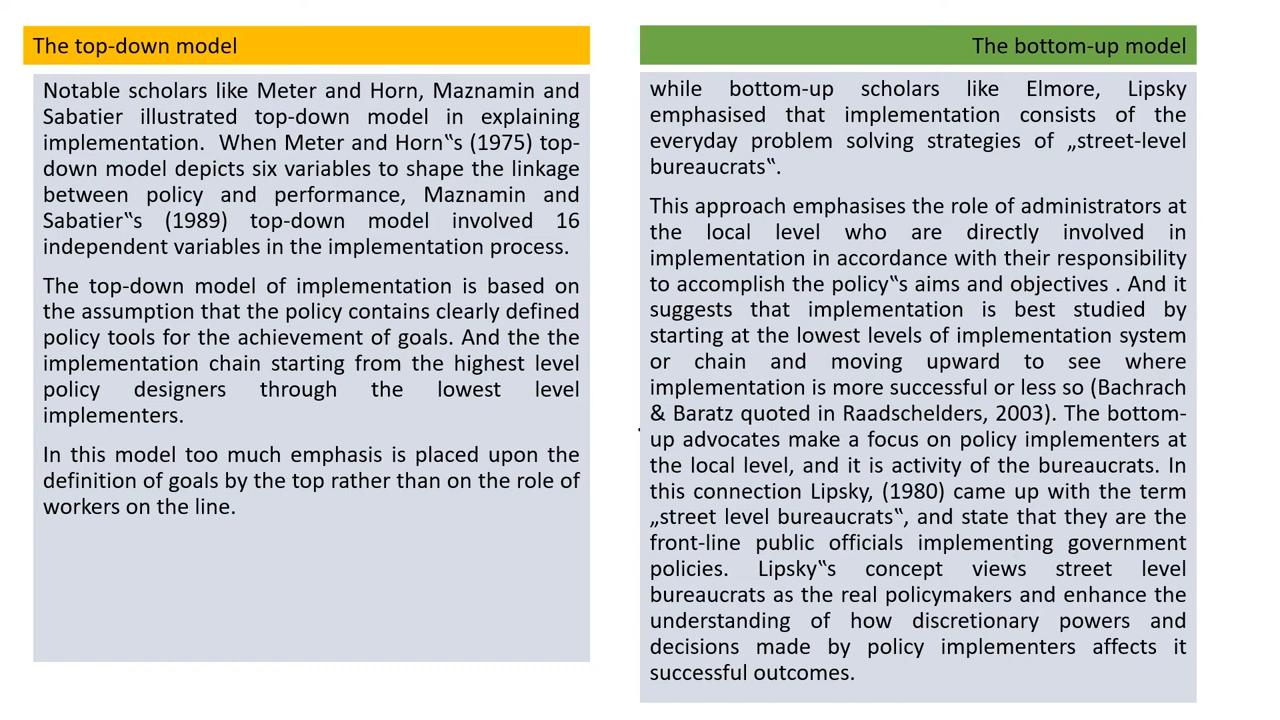 The top-down model
Notable scholars like Meter and Horn, Maznamin and
Sabatier illustrated top-down model in explaining
implementation. When Meter and Horn‟s (1975) top-
down model depicts six variables to shape the linkage
between policy and performance, Maznamin and
Sabatier‟s (1989) top-down model involved 16
independent variables in the implementation process.
The top-down model of implementation is based on
the assumption that the policy contains clearly defined
policy tools for the achievement of goals. And the the
implementation chain starting from the highest level
policy designers through the lowest level
implementers.
In this model too much emphasis is placed upon the
definition of goals by the top rather than on the role of
workers on the line.
The bottom-up model
while bottom-up scholars like Elmore, Lipsky
emphasised that implementation consists of the
everyday problem solving strategies of „street-level
bureaucrats‟.
This approach emphasises the role of administrators at
the local level who are directly involved in
implementation in accordance with their responsibility
to accomplish the policy‟s aims and objectives . And it
suggests that implementation is best studied by
starting at the lowest levels of implementation system
or chain and moving upward to see where
implementation is more successful or less so (Bachrach
& Baratz quoted in Raadschelders, 2003). The bottom-
up advocates make a focus on policy implementers at
the local level, and it is activity of the bureaucrats. In
this connection Lipsky, (1980) came up with the term
„street level bureaucrats‟, and state that they are the
front-line public officials implementing government
policies. Lipsky‟s concept views street level
bureaucrats as the real policymakers and enhance the
understanding of how discretionary powers and
decisions made by policy implementers affects it
successful outcomes.